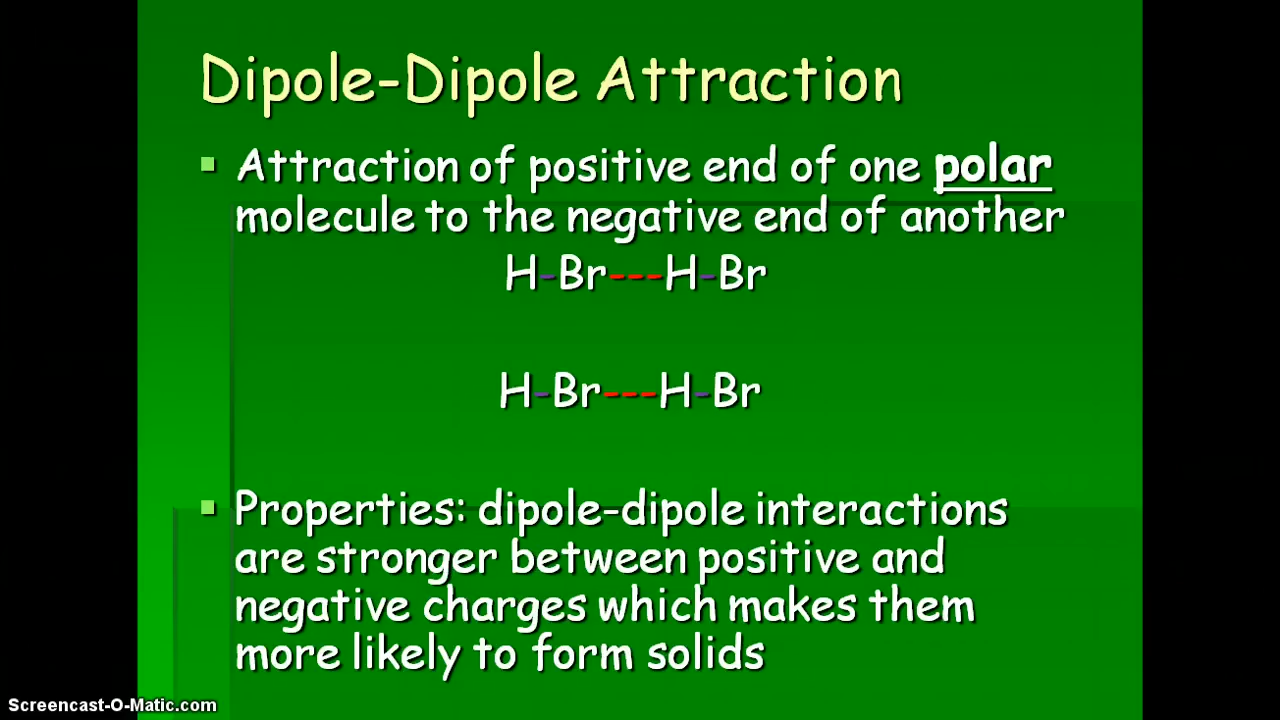 Dipole-Dipole Attraction
▪ Attraction of positive end of one polar
molecule to the negative end of another
H-Br---H-Br
H-Br---H-Br
▪ Properties: dipole-dipole interactions
are stronger between positive and
negative charges which makes them
more likely to form solids
Screencast-O-Matic.com